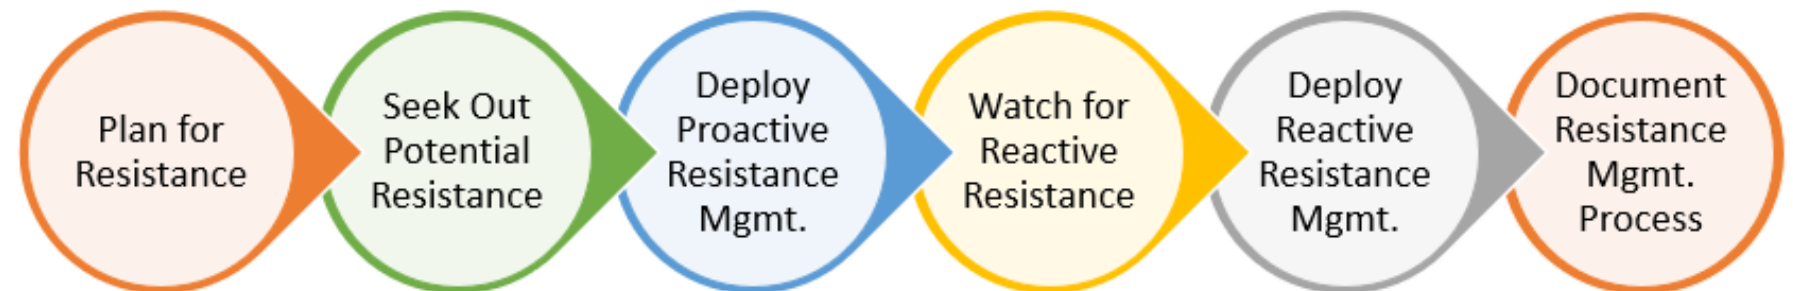 Plan for
Resistance
Seek Out
Potential
Resistance
Deploy
Proactive
Resistance
Mgmt.
Watch for
Reactive
Resistance
Deploy
Reactive
Resistance
Mgmt.
Document
Resistance
Mgmt.
Process